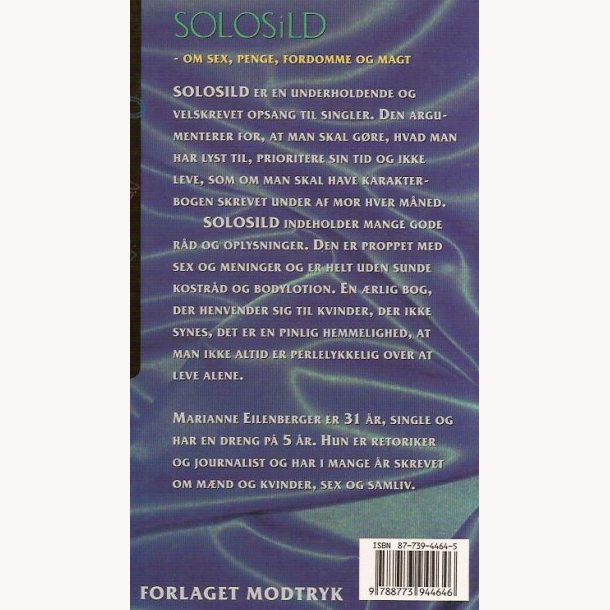 SOLOSiLD
- OM SEX, PENGE, FORDOMME OG MAGT
SOLOSILD ER EN UNDERHOLDENDE OG
VELSKREVET OPSANG TIL SINGLER. DEN ARGU-
MENTERER FOR, AT MAN SKAL GØRE, HVAD MAN
HAR LYST TIL, PRIORITERE SIN TID OG IKKE
LEVE, SOM OM MAN SKAL HAVE KARAKTER-
BOGEN SKREVET UNDER AF MOR HVER MÅNED.
SOLOSILD INDEHOLDER MANGE GODE
RÅD OG OPLYSNINGER. DEN ER PROPPET MED
SEX OG MENINGER OG ER HELT UDEN SUNDE
KOSTRÅD OG BODYLOTION. EN ÆRLIG BOG,
DER HENVENDER SIG TIL KVINDER, DER IKKE
SYNES, DET ER EN PINLIG HEMMELIGHED, AT
MAN IKKE ALTID ER PERLELYKKELIG OVER AT
LEVE ALENE.
MARIANNE EILENBERGER ER 31 ÅR, SINGLE OG
HAR EN DRENG PÅ 5 ÅR. HUN ER RETORIKER
OG JOURNALIST OG HAR I MANGE ÅR SKREVET
OM MÆND OG KVINDER, SEX OG SAMLIV.
ISBN 87-739-4464-5
9 788773 944646
FORLAGET MODTRYK